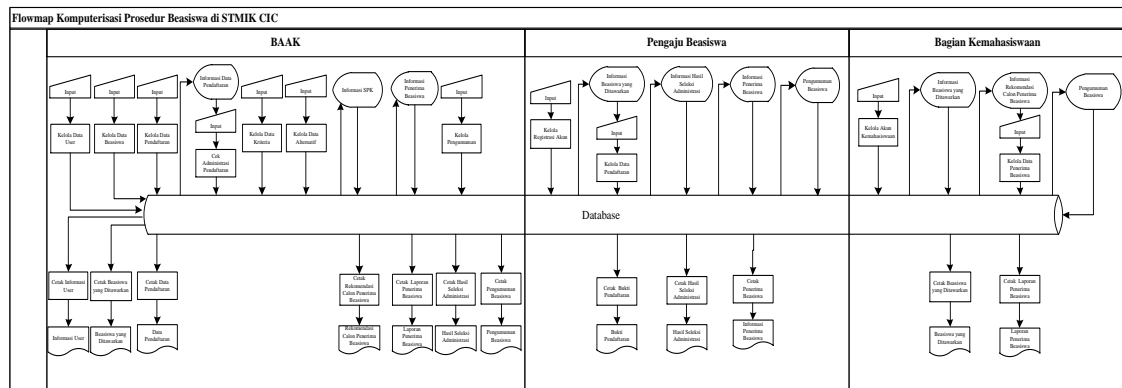 Flowmap Komputerisasi Prosedur Beasiswa di STMIK CIC
BAAK
Pengaju Beasiswa
Bagian Kemahasiswaan
Input
Input
Input
Informasi Data
Pendaftaran
Input
Input
Input
Informasi SPK
Informasi
Penerima
Beasiswa
Input
Kelola Data
User
Kelola Data
Beasiswa
Kelola Data
Pendaftaran
Cek
Administrasi
Pendaftaran
Kelola Data
Kriteria
Kelola Data
Alternatif
Kelola
Pengumuman
Input
Informasi
Beasiswa yang
Ditawarkan
Informasi Hasil
Seleksi
Administrasi
Informasi
Penerima
Beasiswa
Pengumuman
Beasiswa
Kelola
Registrasi Akun
Input
Kelola Data
Pendaftaran
Input
Informasi
Beasiswa yang
Ditawarkan
Informasi
Rekomendasi
Calon Penerima
Beasiswa
Pengumuman
Beasiswa
Kelola Akun
Kemahasiswaan
Input
Kelola Data
Penerima
Beasiswa
Database
Cetak Informasi
User
Cetak Beasiswa
yang Ditawarkan
Cetak Data
Pendaftaran
Cetak
Rekomendasi
Calon Penerima
Beasiswa
Cetak Laporan
Penerima
Beasiswa
Cetak Hasil
Seleksi
Administrasi
Cetak
Pengumuman
Beasiswa
Cetak Bukti
Pendaftaran
Cetak Hasil
Seleksi
Administrasi
Cetak
Penerima
Beasiswa
Cetak Beasiswa
yang Ditawarkan
Cetak Laporan
Penerima
Beasiswa
Informasi User
Beasiswa yang
Ditawarkan
Data
Pendaftaran
Rekomendasi
Calon Penerima
Beasiswa
Laporan
Penerima
Beasiswa
Hasil Seleksi
Administrasi
Pengumuman
Beasiswa
Bukti
Pendaftaran
Hasil Seleksi
Administrasi
Informasi
Penerima
Beasiswa
Beasiswa yang
Ditawarkan
Laporan
Penerima
Beasiswa